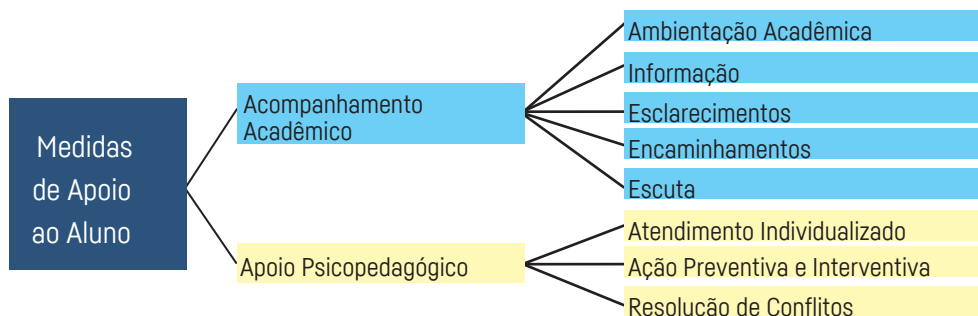 Medidas
de Apoio
ao Aluno
Acompanhamento
Acadêmico
Ambientação Acadêmica
Informação
Esclarecimentos
Encaminhamentos
Escuta
Apoio Psicopedagógico
Atendimento Individualizado
Ação Preventiva e Interventiva
Resolução de Conflitos